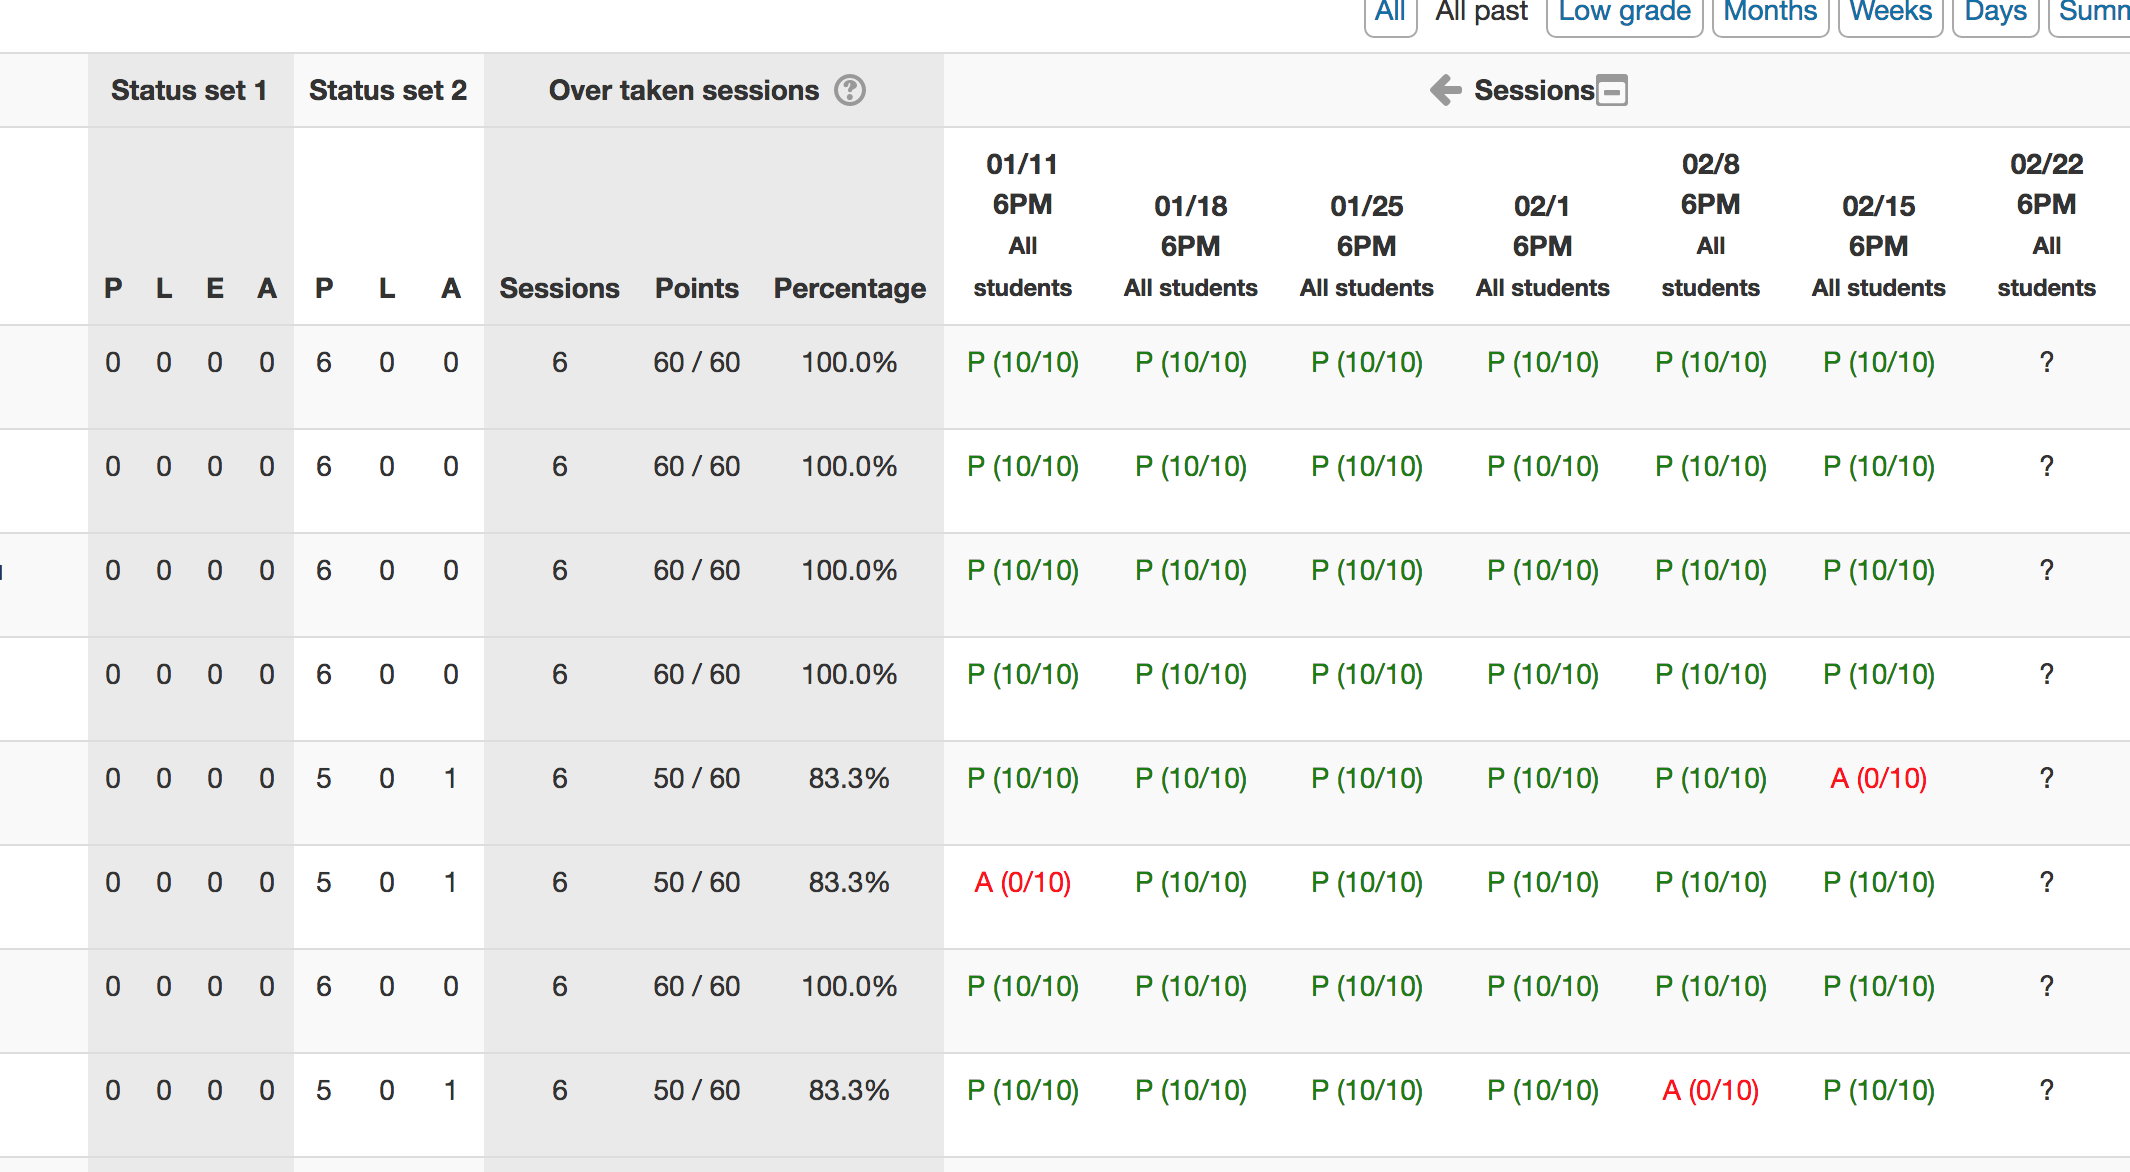 All All past Low grade Months Weeks Days
Status set 1 Status set 2 Over taken sessions ? Sessions
01/11 02/8 02/22
6PM 01/18 01/25 02/1 6PM 02/15 6PM
All 6PM 6PM 6PM All 6PM All
P L E A P L A Sessions Points Percentage students All students All students All students students All students students
0 0 0 0 6 0 0 6 60 / 60 100.0% P (10/10) P (10/10) P (10/10) P (10/10) P (10/10) P (10/10) ?
0 0 0 0 6 0 0 6 60 / 60 100.0% P (10/10) P (10/10) P (10/10) P (10/10) P (10/10) P (10/10) ?
0 0 0 0 6 0 0 6 60 / 60 100.0% P (10/10) P (10/10) P (10/10) P (10/10) P (10/10) P (10/10) ?
0 0 0 0 6 0 0 6 60 / 60 100.0% P (10/10) P (10/10) P (10/10) P (10/10) P (10/10) P (10/10) ?
0 0 0 0 5 0 1 6 50 / 60 83.3% P (10/10) P (10/10) P (10/10) P (10/10) P (10/10) A (0/10) ?
0 0 0 0 5 0 1 6 50 / 60 83.3% A (0/10) P (10/10) P (10/10) P (10/10) P (10/10) P (10/10) ?
0 0 0 0 6 0 0 6 60 / 60 100.0% P (10/10) P (10/10) P (10/10) P (10/10) P (10/10) P (10/10) ?
0 0 0 0 5 0 1 6 50 / 60 83.3% P (10/10) P (10/10) P (10/10) P (10/10) A (0/10) P (10/10) ?